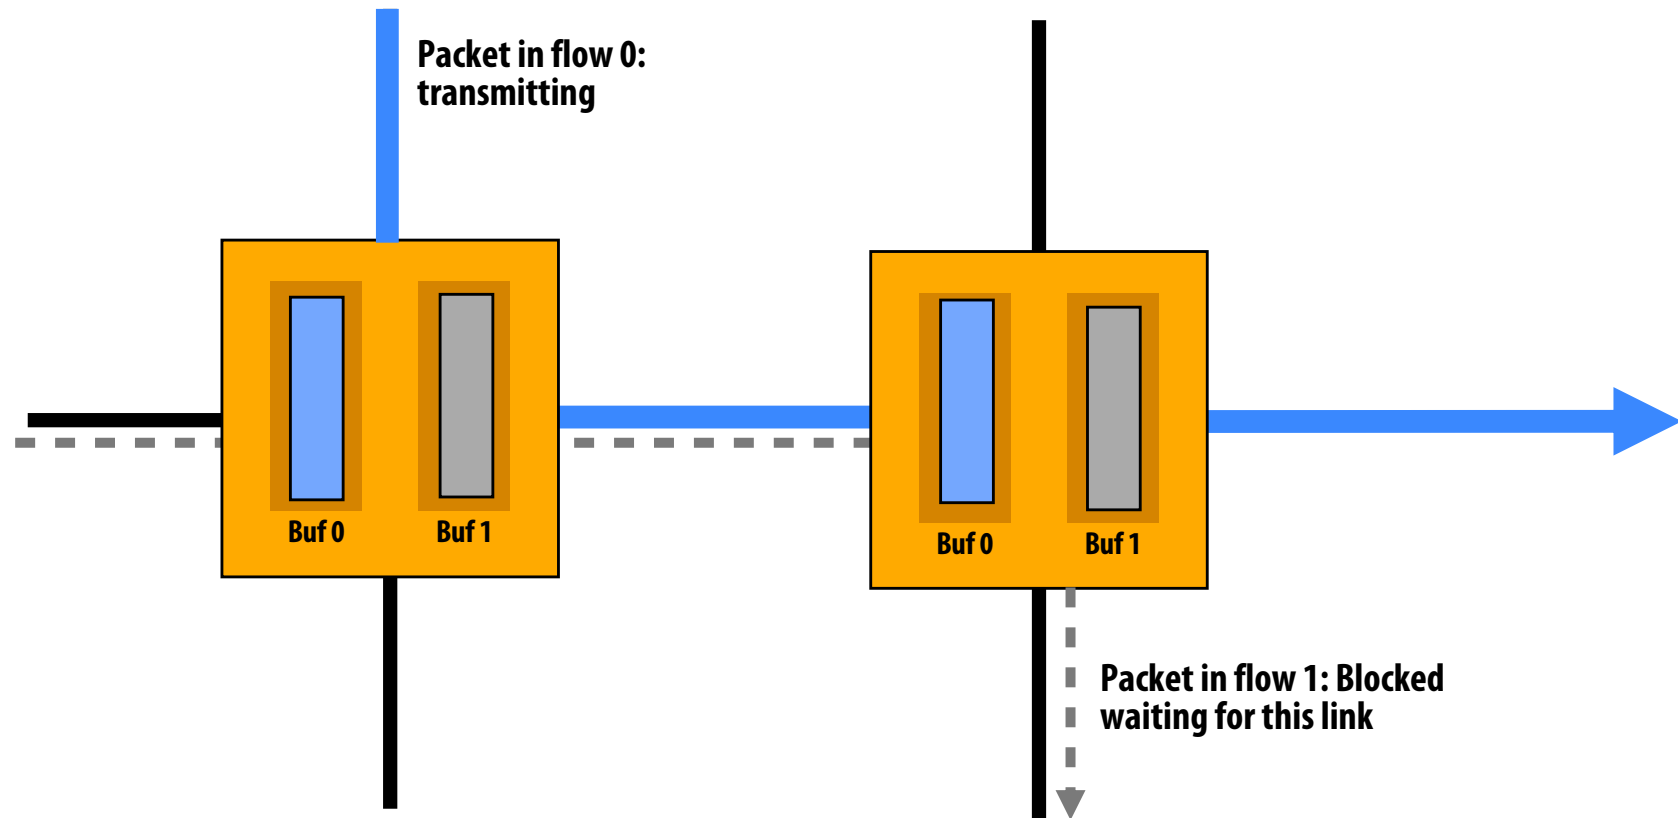 Packet in flow 0:
transmitting
Buf 0
Buf 1
Buf 0
Buf 1
Packet in flow 1: Blocked
waiting for this link